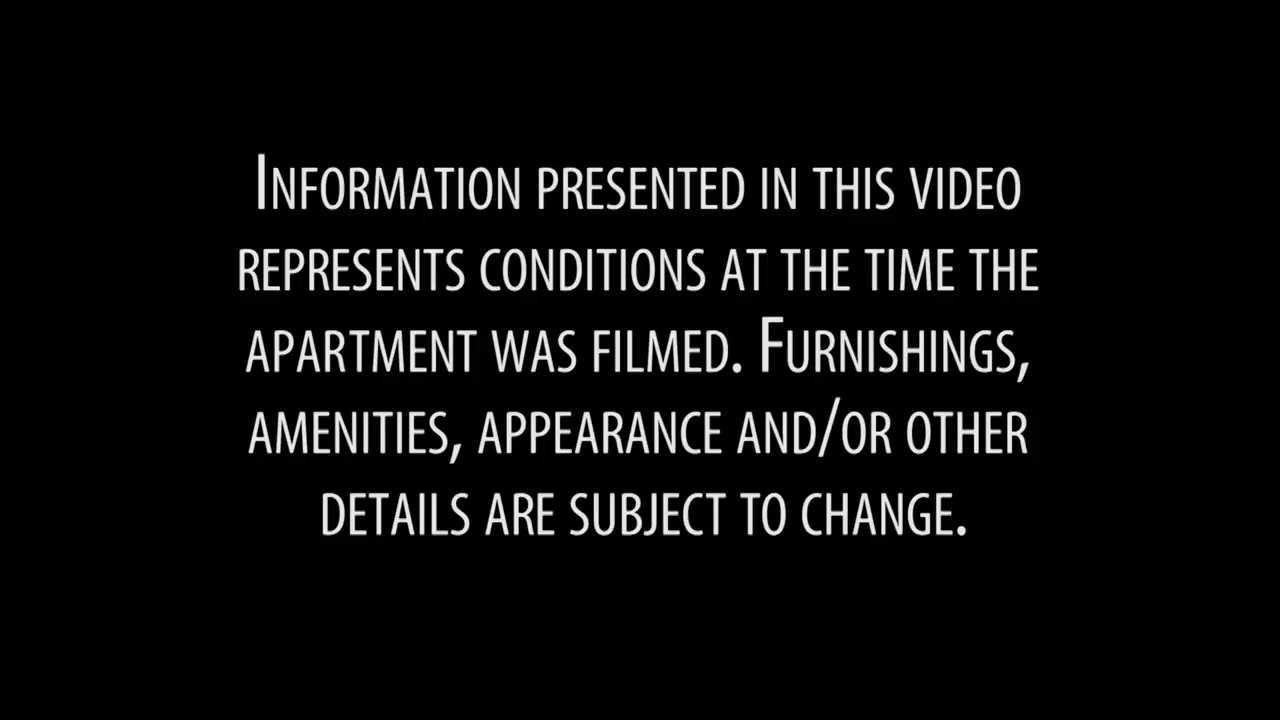 Information presented in this video
represents conditions at the time the
apartment was filmed. Furnishings,
amenities, appearance and/or other
details are subject to change.